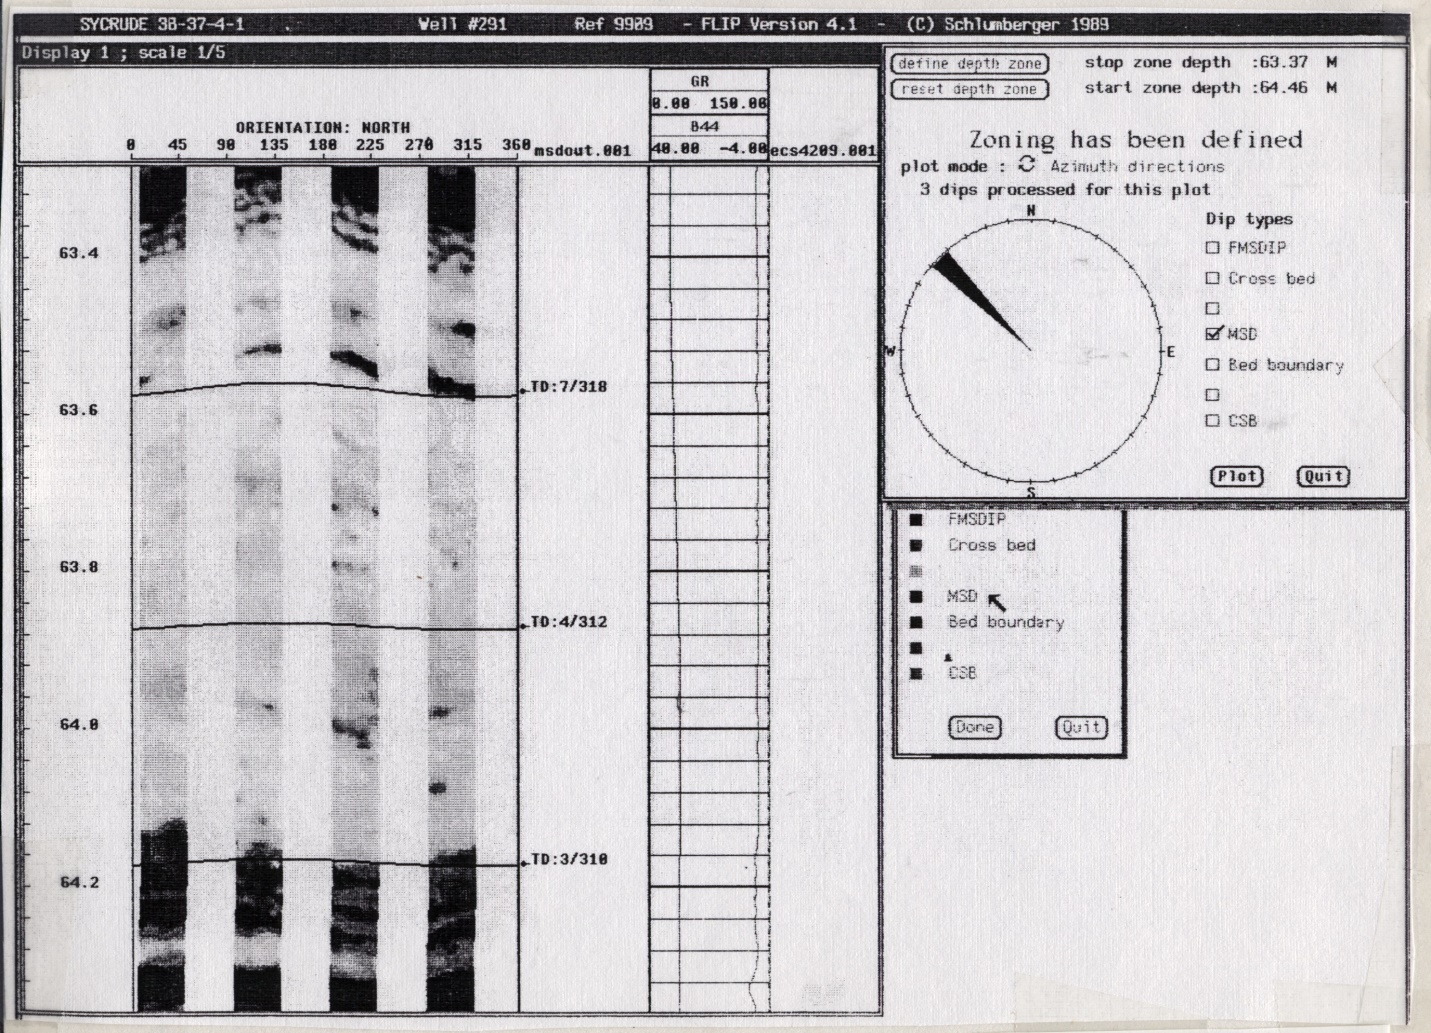 SYCRUDE 38-37-4-1 Well #291 Ref 9909 - FLIP Version 4.1 - (C) Schlumberger 1989
Display 1 ; scale 1/5
ORIENTATION: NORTH
0 45 90 135 180 225 270 315 360
msdout.001
GR
0.00 150.00
B44
40.00 -4.00
ecs4209.001
63.4
63.6
63.8
64.0
64.2
TD:7/318
TD:4/312
TD:3/310
define depth zone
stop zone depth :63.37 M
reset depth zone
start zone depth :64.46 M
Zoning has been defined
plot mode : Azimuth directions
3 dips processed for this plot
N
W
E
S
Dip types
FMSDIP
Cross bed
MSD
Bed boundary
CSB
Plot Quit
FMSDIP
Cross bed
MSD
Bed boundary
CSB
Done Quit